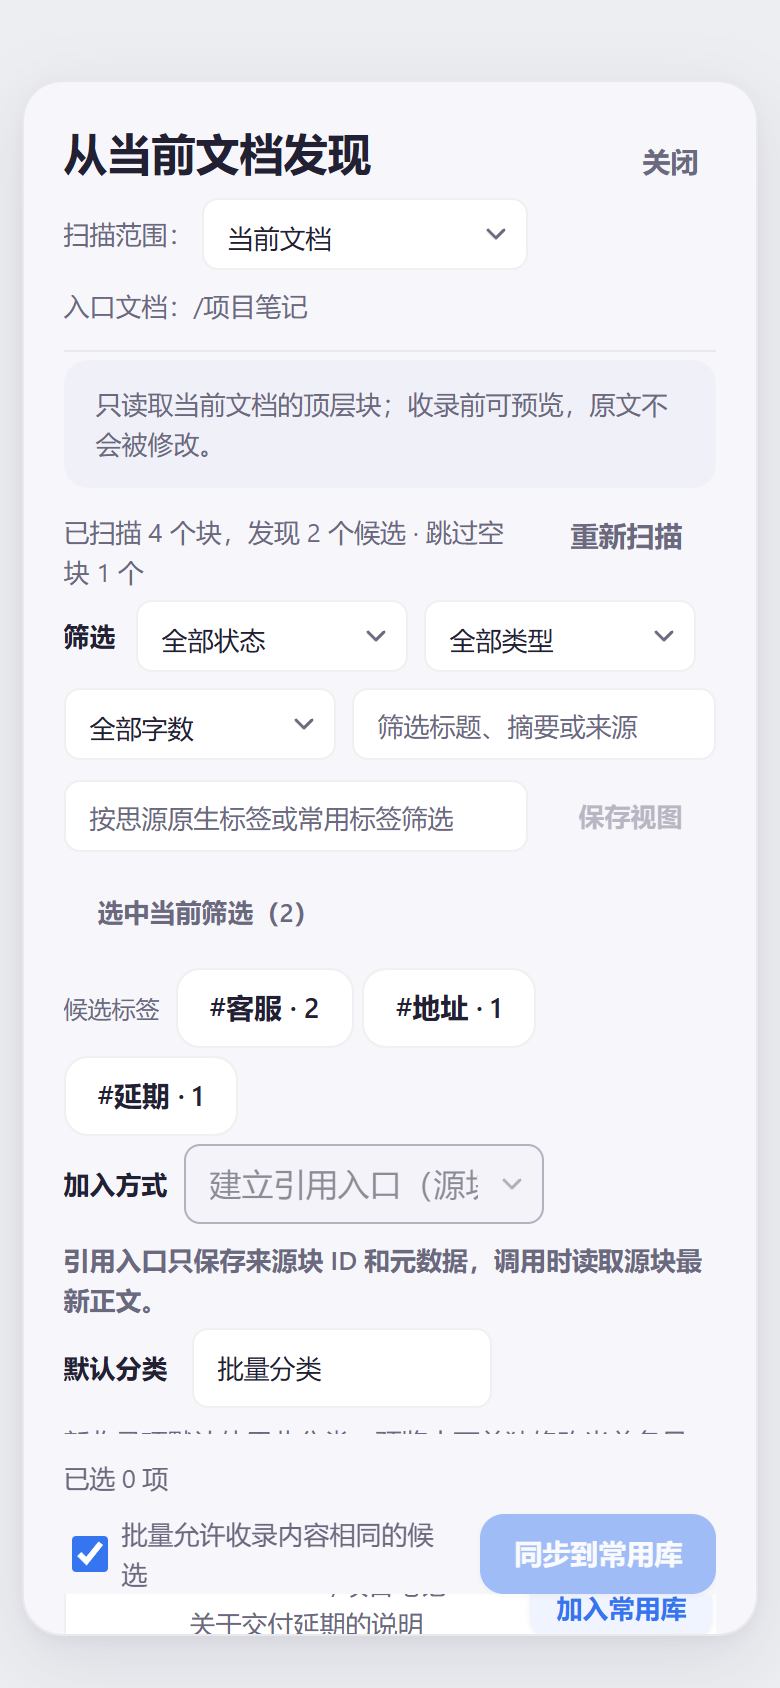 从当前文档发现
关闭
扫描范围：
当前文档
入口文档：/项目笔记
只读取当前文档的顶层块；收录前可预览，原文不
会被修改。
已扫描 4 个块，发现 2 个候选 · 跳过空
块 1 个
重新扫描
筛选
全部状态
全部类型
全部字数
筛选标题、摘要或来源
按思源原生标签或常用标签筛选
保存视图
选中当前筛选（2）
候选标签
#客服 · 2
#地址 · 1
#延期 · 1
加入方式
建立引用入口（源块
引用入口只保存来源块 ID 和元数据，调用时读取源块最
新正文。
默认分类
批量分类
已选 0 项
批量允许收录内容相同的候
选
同步到常用库
关于交付延期的说明
加入常用库